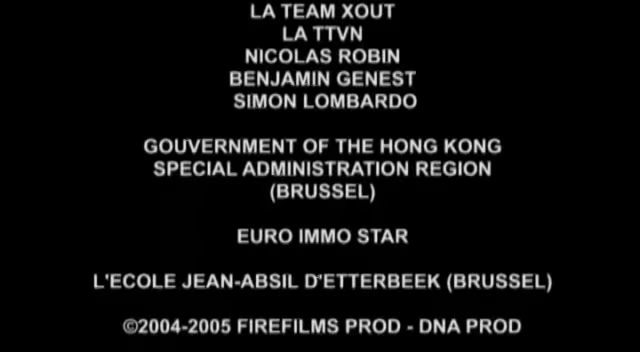 LA TEAM XOUT
LA TTVN
NICOLAS ROBIN
BENJAMIN GENEST
SIMON LOMBARDO
GOUVERNMENT OF THE HONG KONG
SPECIAL ADMINISTRATION REGION
(BRUSSEL)
EURO IMMO STAR
L'ECOLE JEAN-ABSIL D'ETTERBEEK (BRUSSEL)
©2004-2005 FIREFILMS PROD - DNA PROD